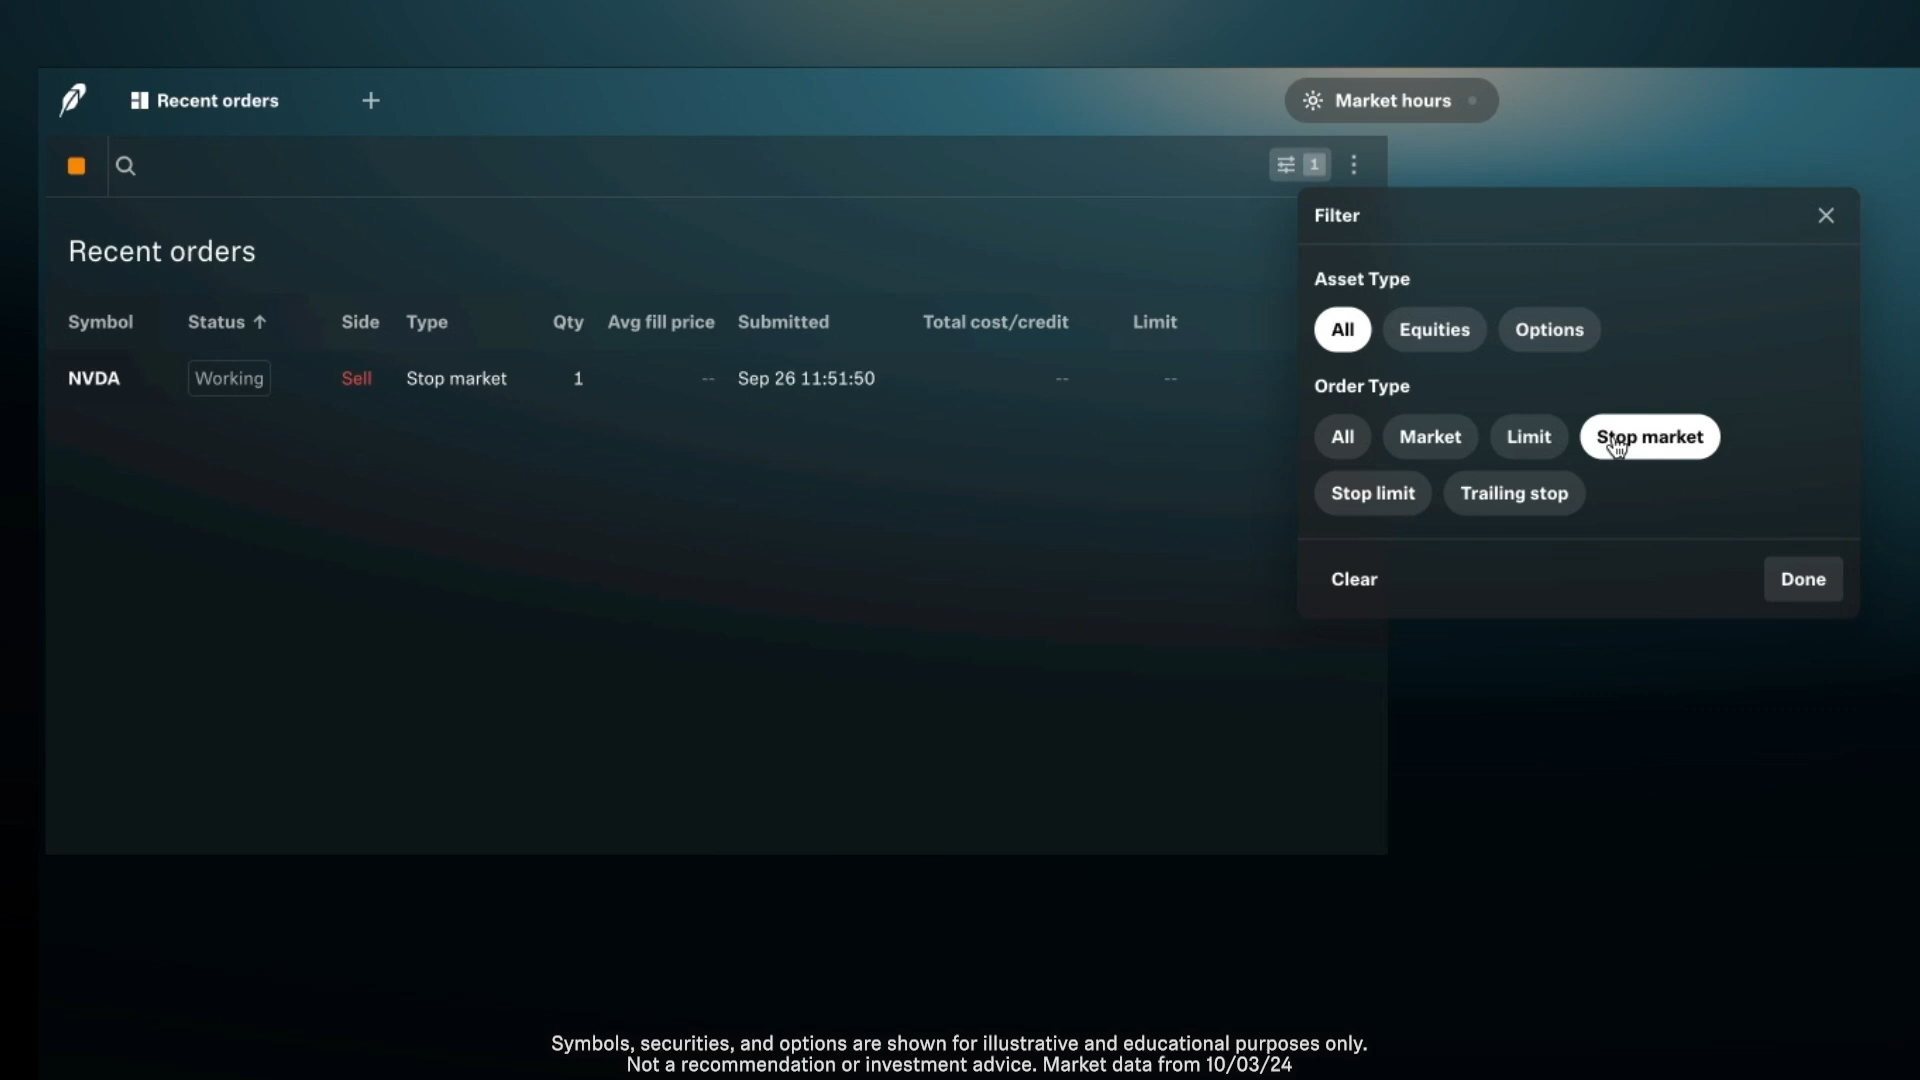 Recent orders
Market hours
1
Filter
Recent orders
Asset Type
All Equities Options
Symbol Status ↑ Side Type Qty Avg fill price Submitted Total cost/credit Limit
NVDA Working Sell Stop market 1 -- Sep 26 11:51:50 -- --
Order Type
All Market Limit Stop market
Stop limit Trailing stop
Clear Done
Symbols, securities, and options are shown for illustrative and educational purposes only.
Not a recommendation or investment advice. Market data from 10/03/24